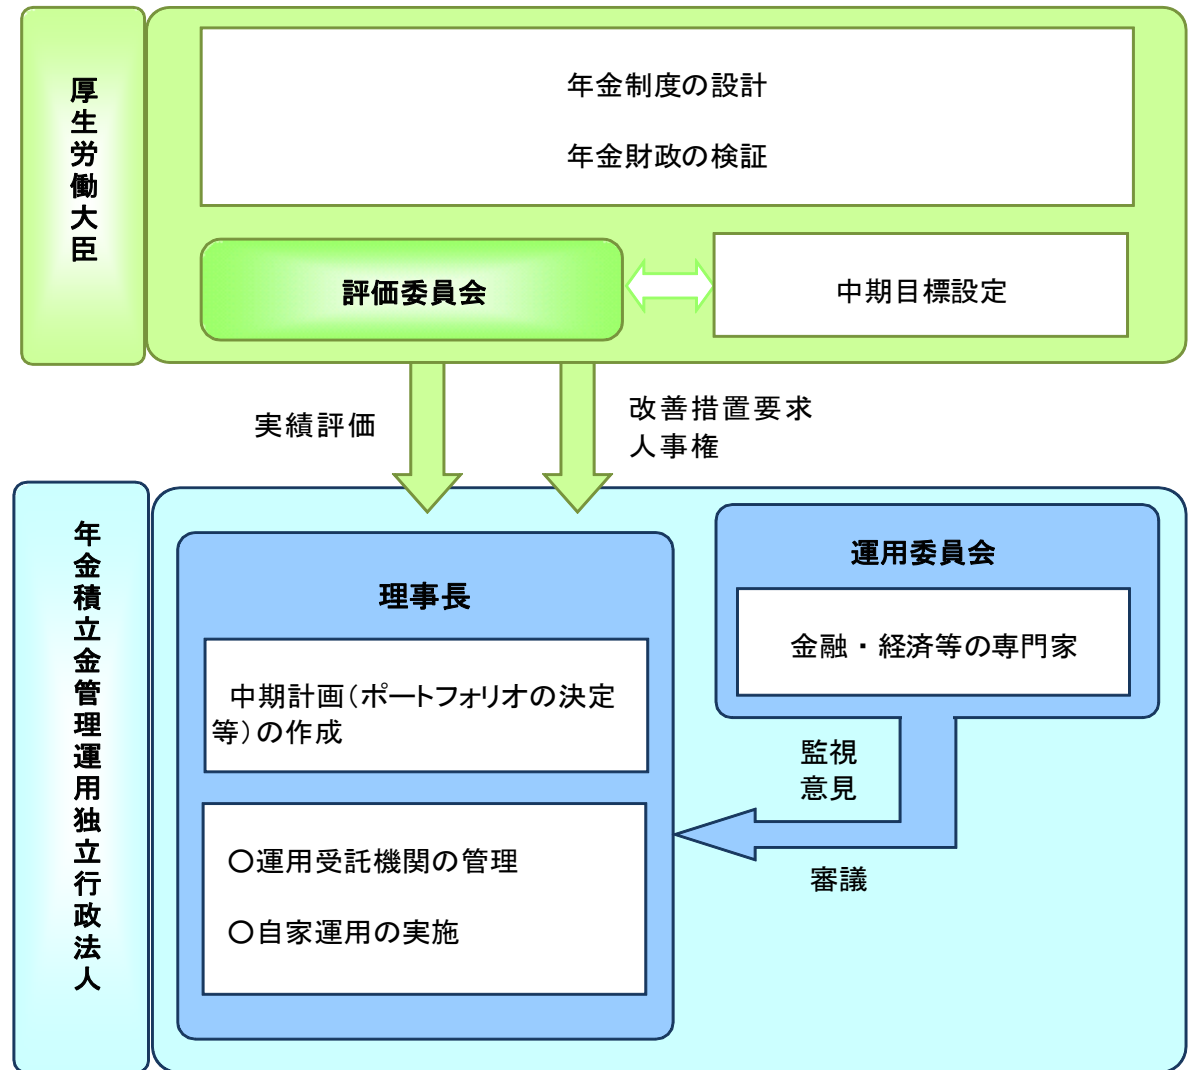 厚生労働大臣
年金制度の設計
年金財政の検証
評価委員会
中期目標設定
実績評価
改善措置要求
人事権
年金積立金管理運用独立行政法人
理事長
中期計画（ポートフォリオの決定
等）の作成
○運用受託機関の管理
○自家運用の実施
運用委員会
金融・経済等の専門家
監視
意見
審議